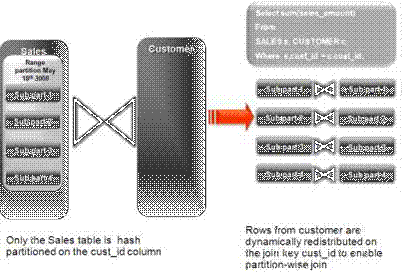 Sales
Range
partition May
18th 3008
Sub part 1
Sub part 2
Sub part 3
Sub part 4
Customer
Select sum(sales_amount)
From
SALES s, CUSTOMER c
Where s.cust_id = c.cust_id.
Sub part 1
Sub part 1
Sub part 2
Sub part 2
Sub part 3
Sub part 3
Sub part 4
Sub part 4
Only the Sales table is hash
partitioned on the cust_id column
Rows from customer are
dynamically redistributed on
the join key cust_id to enable
partition-wise join